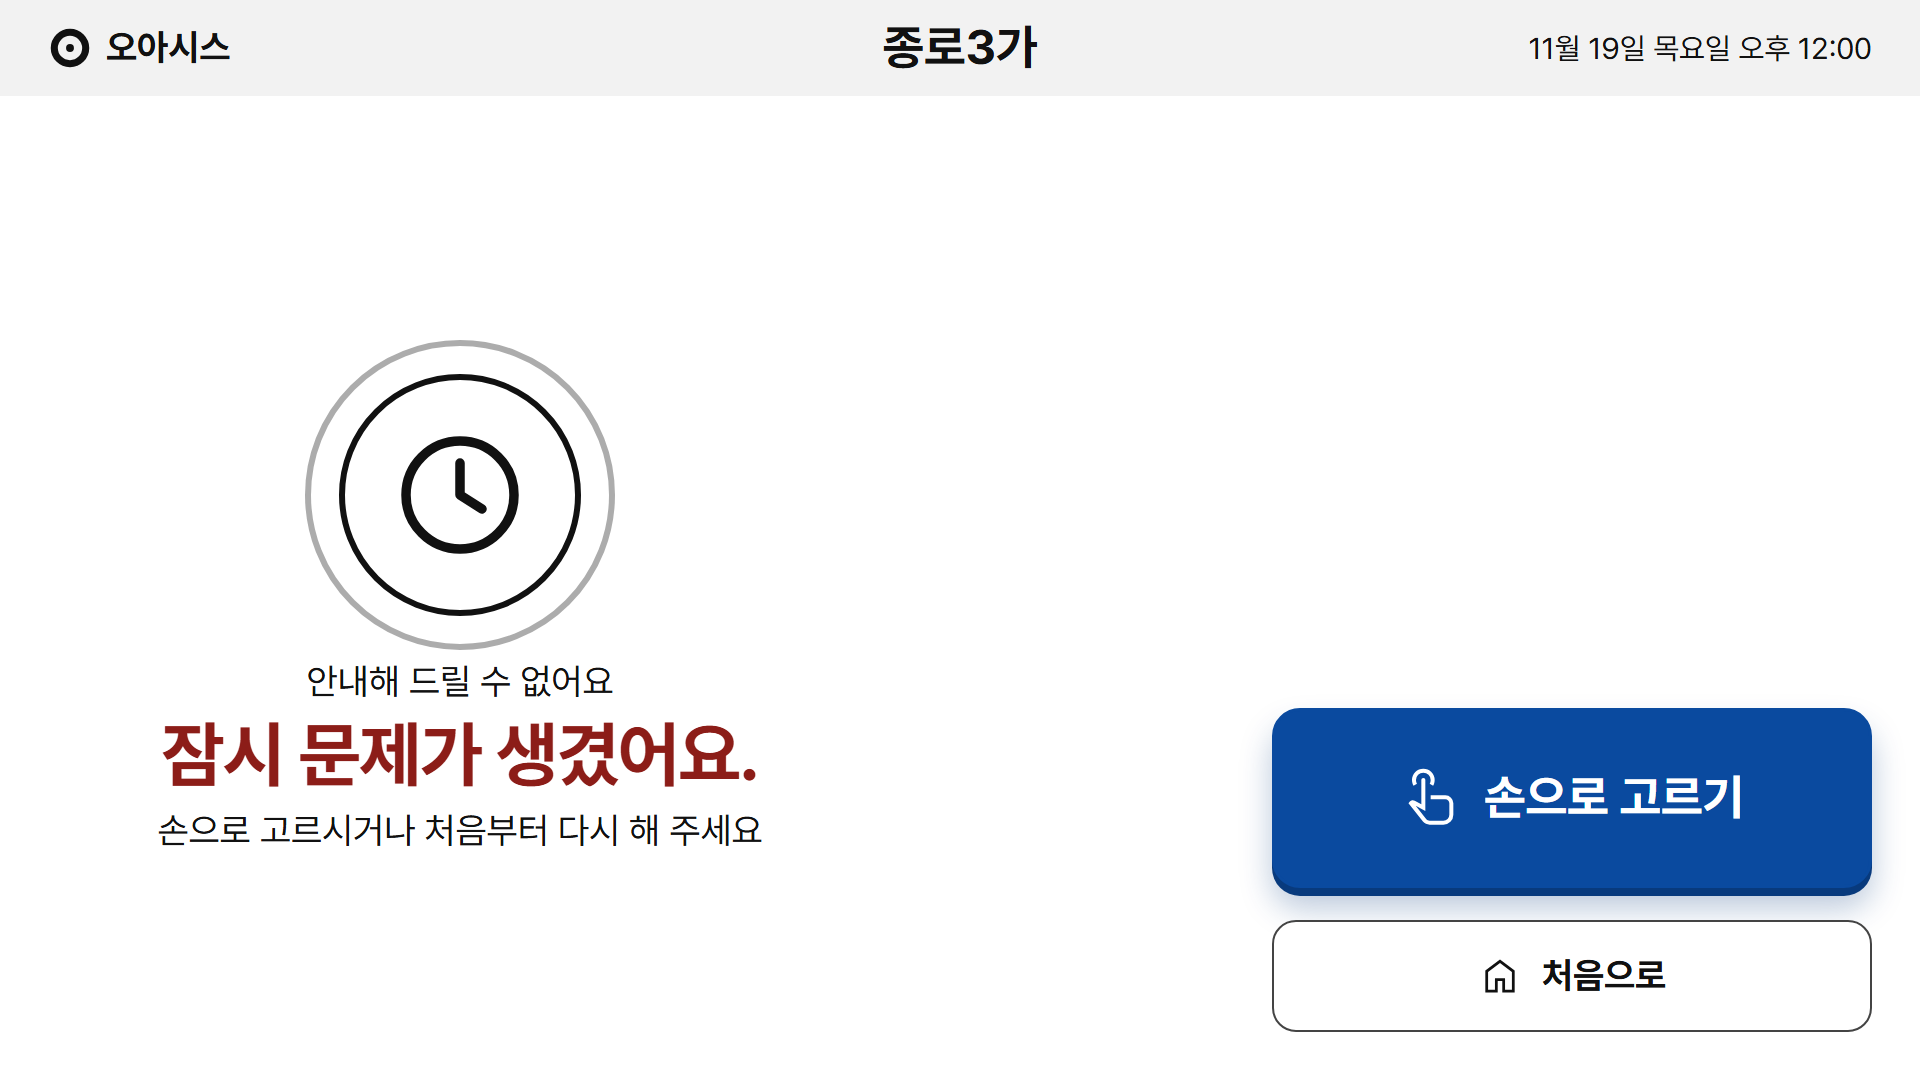 오아시스
종로3가
11월 19일 목요일 오후 12:00
안내해 드릴 수 없어요
잠시 문제가 생겼어요.
손으로 고르시거나 처음부터 다시 해 주세요
손으로 고르기
처음으로